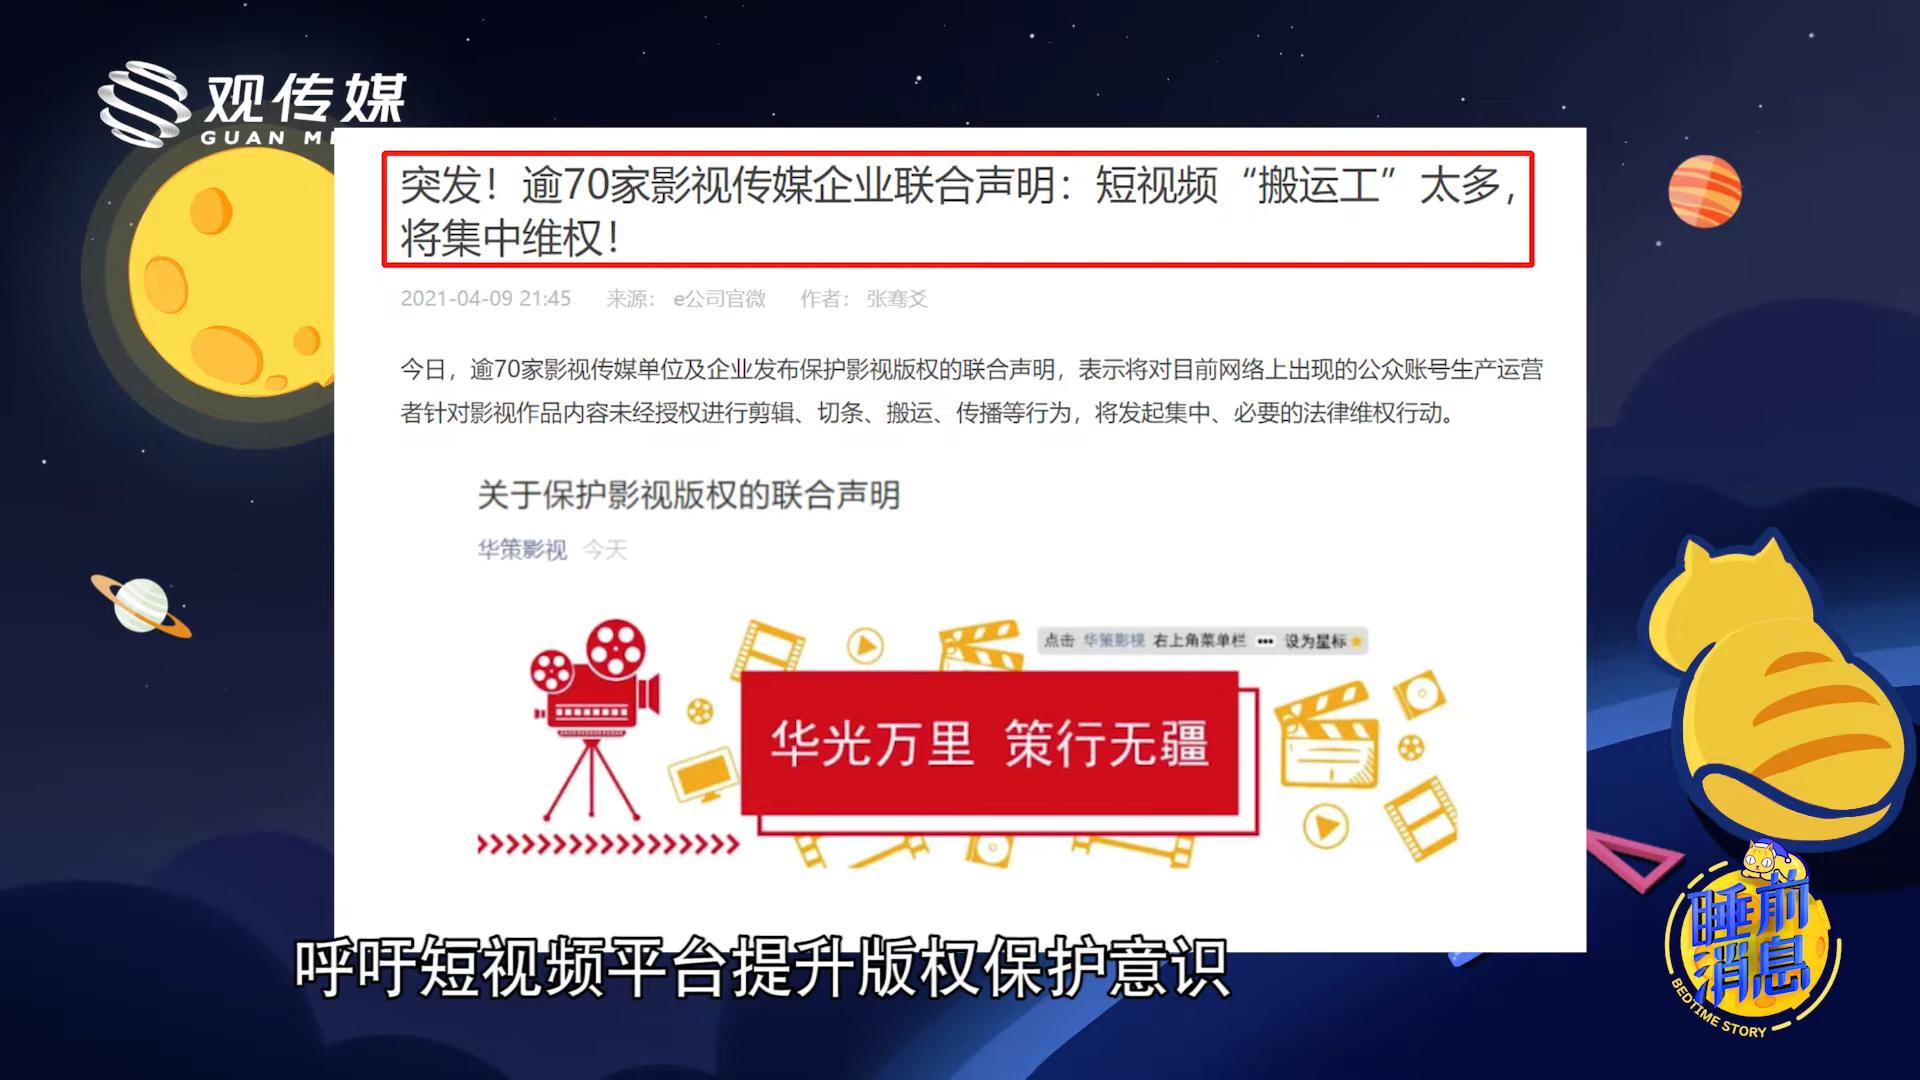 观传媒
GUAN ME
突发！逾70家影视传媒企业联合声明：短视频“搬运工”太多，
将集中维权！
2021-04-09 21:45 来源： e公司官微 作者： 张骞爻
今日，逾70家影视传媒单位及企业发布保护影视版权的联合声明，表示将对目前网络上出现的公众账号生产运营
者针对影视作品内容未经授权进行剪辑、切条、搬运、传播等行为，将发起集中、必要的法律维权行动。
关于保护影视版权的联合声明
华策影视 今天
点击 华策影视 右上角菜单栏 ••• 设为星标
华光万里 策行无疆
呼吁短视频平台提升版权保护意识
睡前
消息
BEDTIME STORY